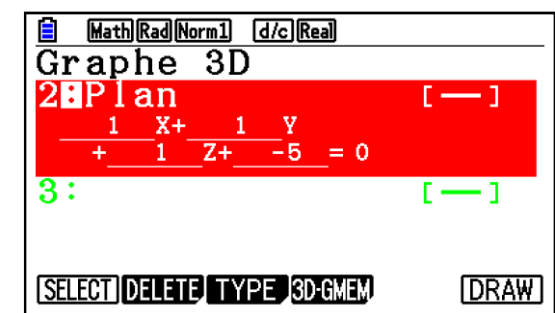 Math Rad Norm1 d/c Real
Graphe 3D
2:Plan [—]
1 X+ 1 Y
+ 1 Z+ -5 = 0
3: [—]
SELECT DELETE TYPE 3D·GMEM DRAW